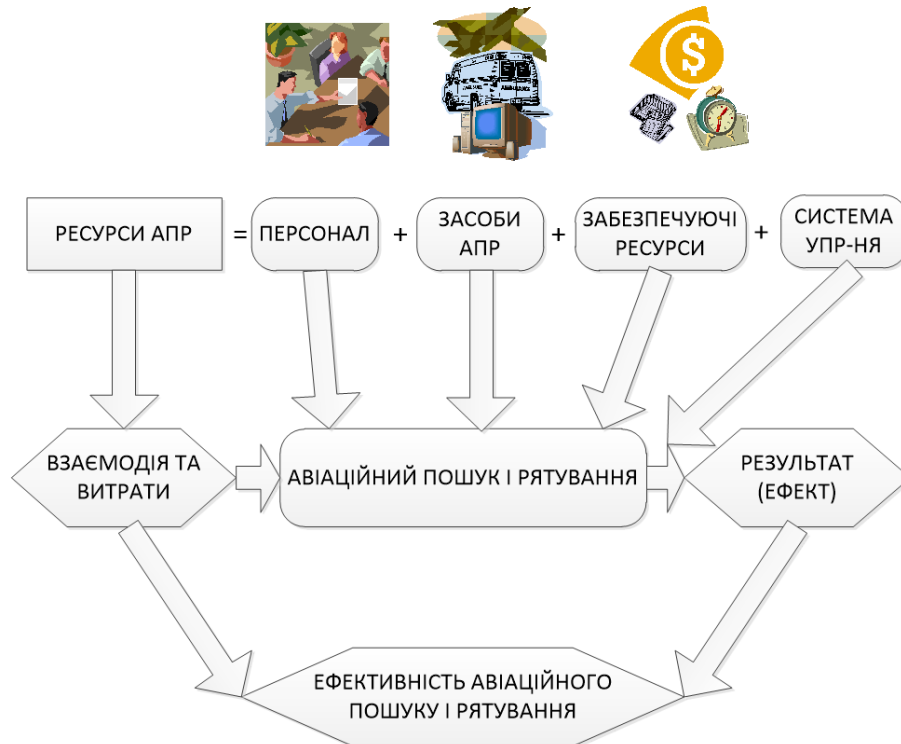 $
AMBULANCE
РЕСУРСИ АПР = ПЕРСОНАЛ + ЗАСОБИ АПР + ЗАБЕЗПЕЧУЮЧІ РЕСУРСИ + СИСТЕМА УПР-НЯ
ВЗАЄМОДІЯ ТА
ВИТРАТИ
АВІАЦІЙНИЙ ПОШУК І РЯТУВАННЯ
РЕЗУЛЬТАТ
(ЕФЕКТ)
ЕФЕКТИВНІСТЬ АВІАЦІЙНОГО
ПОШУКУ І РЯТУВАННЯ